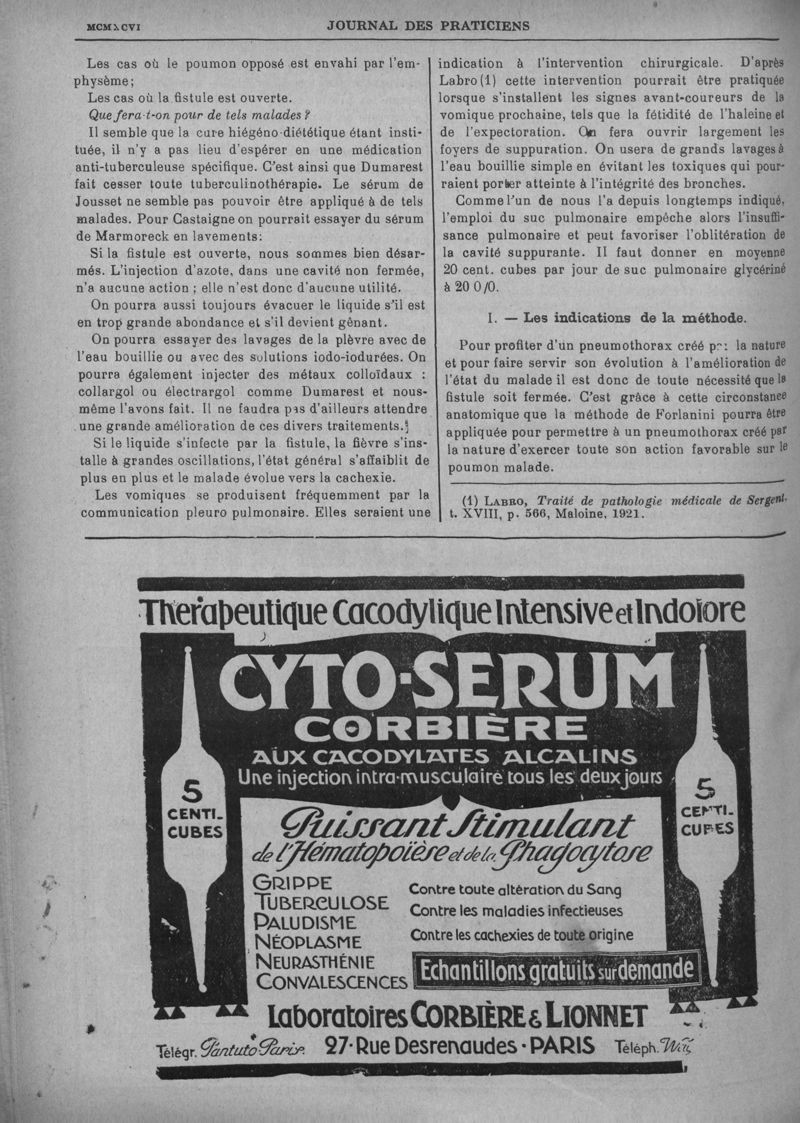 MCMXCVI
JOURNAL DES PRATICIENS
Les cas où le poumon opposé est envahi par l'em-
physème;
Les cas où la fistule est ouverte.
Que fera-t-on pour de tels malades ?
Il semble que la cure hiégéno-diététique étant insti-
tuée, il n'y a pas lieu d'espérer en une médication
anti-tuberculeuse spécifique. C'est ainsi que Dumarest
fait cesser toute tuberculinothérapie. Le sérum de
Jousset ne semble pas pouvoir être appliqué à de tels
malades. Pour Castaigne on pourrait essayer du sérum
de Marmoreck en lavements:
Si la fistule est ouverte, nous sommes bien désar-
més. L'injection d'azote, dans une cavité non fermée,
n'a aucune action ; elle n'est donc d'aucune utilité.
On pourra aussi toujours évacuer le liquide s'il est
en trop grande abondance et s'il devient gênant.
On pourra essayer des lavages de la plèvre avec de
l'eau bouillie ou avec des solutions iodo-iodurées. On
pourra également injecter des métaux colloïdaux :
collargol ou électrargol comme Dumarest et nous-
même l'avons fait. Il ne faudra pas d'ailleurs attendre
une grande amélioration de ces divers traitements.
Si le liquide s'infecte par la fistule, la fièvre s'ins-
talle à grandes oscillations, l'état général s'affaiblit de
plus en plus et le malade évolue vers la cachexie.
Les vomiques se produisent fréquemment par la
communication pleuro pulmonaire. Elles seraient une
indication à l'intervention chirurgicale. D'après
Labro (1) cette intervention pourrait être pratiquée
lorsque s'installent les signes avant-coureurs de la
vomique prochaine, tels que la fétidité de l'haleine et
de l'expectoration. On fera ouvrir largement les
foyers de suppuration. On usera de grands lavages à
l'eau bouillie simple en évitant les toxiques qui pour-
raient porter atteinte à l'intégrité des bronches.
Comme l'un de nous l'a depuis longtemps indiqué,
l'emploi du suc pulmonaire empêche alors l'insuffi-
sance pulmonaire et peut favoriser l'oblitération de
la cavité suppurante. Il faut donner en moyenne
20 cent. cubes par jour de suc pulmonaire glycériné
à 20 0/0.
I. — Les indications de la méthode.
Pour profiter d'un pneumothorax créé par la nature
et pour faire servir son évolution à l'amélioration de
l'état du malade il est donc de toute nécessité que la
fistule soit fermée. C'est grâce à cette circonstance
anatomique que la méthode de Forlanini pourra être
appliquée pour permettre à un pneumothorax créé par
la nature d'exercer toute son action favorable sur le
poumon malade.
(1) LABRO, Traité de pathologie médicale de Sergent.
t. XVIII, p. 566, Maloine, 1921.
Thérapeutique Cacodylique Intensive et Indolore
CYTO-SERUM
CORBIÈRE
AUX CACODYLATES ALCALINS
Une injection intra-musculaire tous les deux jours
5
CENTI-
CUBES
5
CENTI-
CUBES
Puissant Stimulant
de l'Hématopoïèse et de la Phagocytose
GRIPPE
TUBERCULOSE
PALUDISME
NÉOPLASME
NEURASTHÉNIE
CONVALESCENCES
Contre toute altération du Sang
Contre les maladies infectieuses
Contre les cachexies de toute origine
Echantillons gratuits sur demande
Laboratoires CORBIÈRE & LIONNET
Télégr. Pantuto Paris 27 · Rue Desrenaudes · PARIS Téléph.